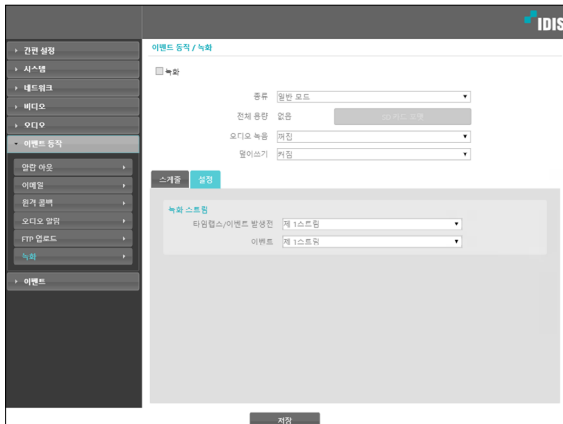 IDIS
간편 설정
시스템
네트워크
비디오
오디오
이벤트 동작
알람 아웃
이메일
원격 콜백
오디오 알람
FTP 업로드
녹화
이벤트
이벤트 동작 / 녹화
녹화
종류 일반 모드
전체 용량 없음 SD 카드 포맷
오디오 녹음 꺼짐
덮어쓰기 켜짐
스케줄 설정
녹화 스트림
타임랩스/이벤트 발생전 제 1스트림
이벤트 제 1스트림
저장